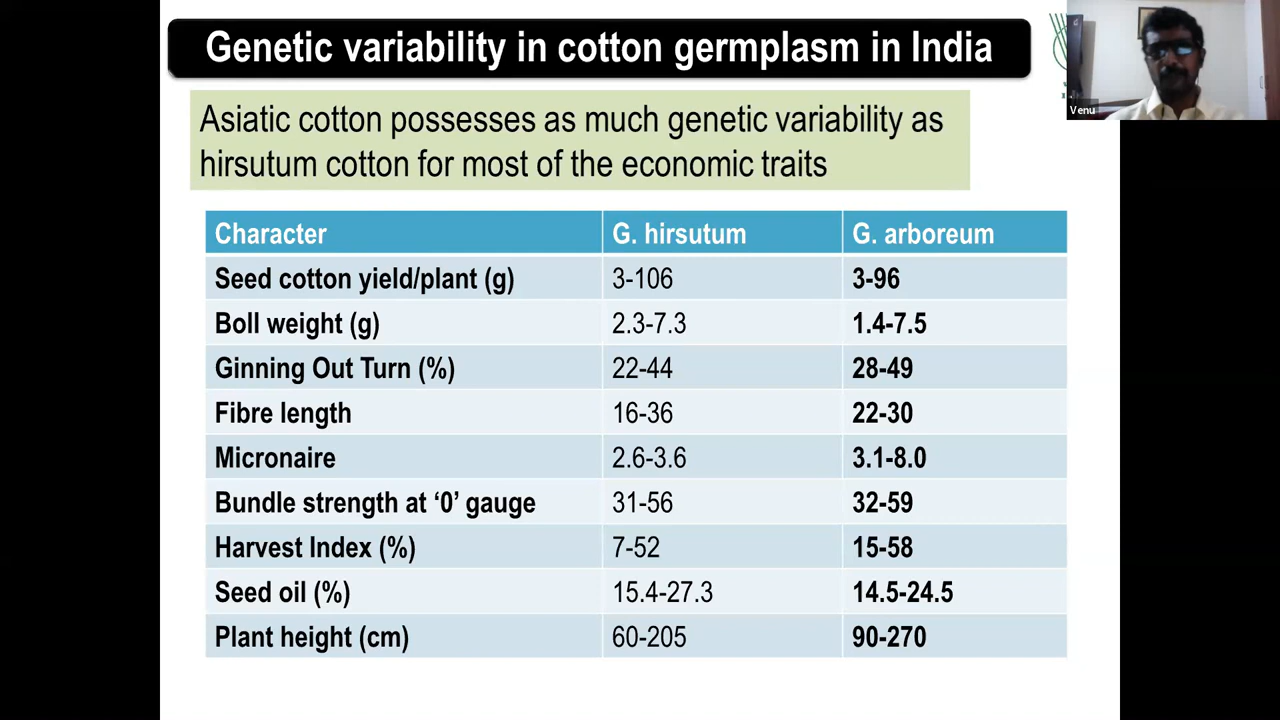 Genetic variability in cotton germplasm in India
Venu
Asiatic cotton possesses as much genetic variability as
hirsutum cotton for most of the economic traits
Character G. hirsutum G. arboreum
Seed cotton yield/plant (g) 3-106 3-96
Boll weight (g) 2.3-7.3 1.4-7.5
Ginning Out Turn (%) 22-44 28-49
Fibre length 16-36 22-30
Micronaire 2.6-3.6 3.1-8.0
Bundle strength at ‘0’ gauge 31-56 32-59
Harvest Index (%) 7-52 15-58
Seed oil (%) 15.4-27.3 14.5-24.5
Plant height (cm) 60-205 90-270